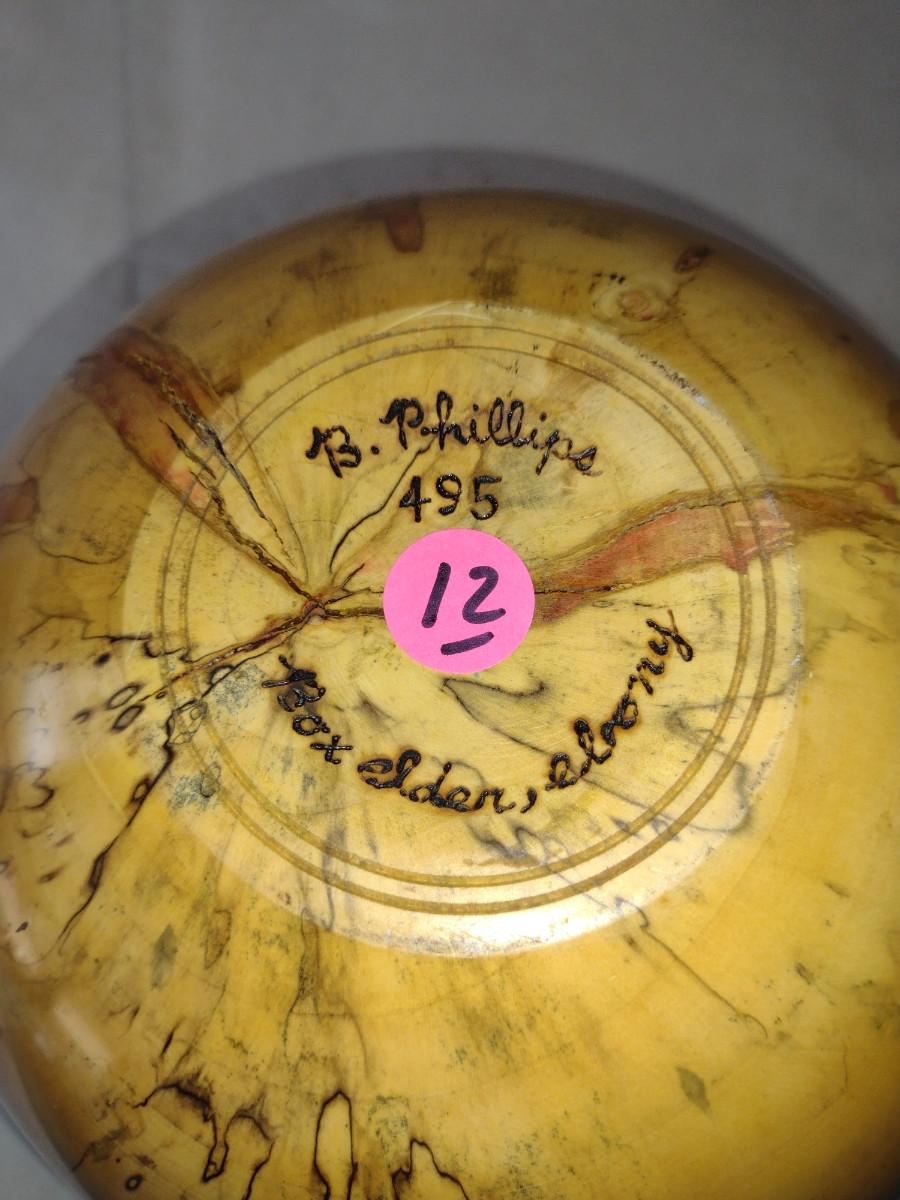 B. Phillips
495
12
Box elder, ebony